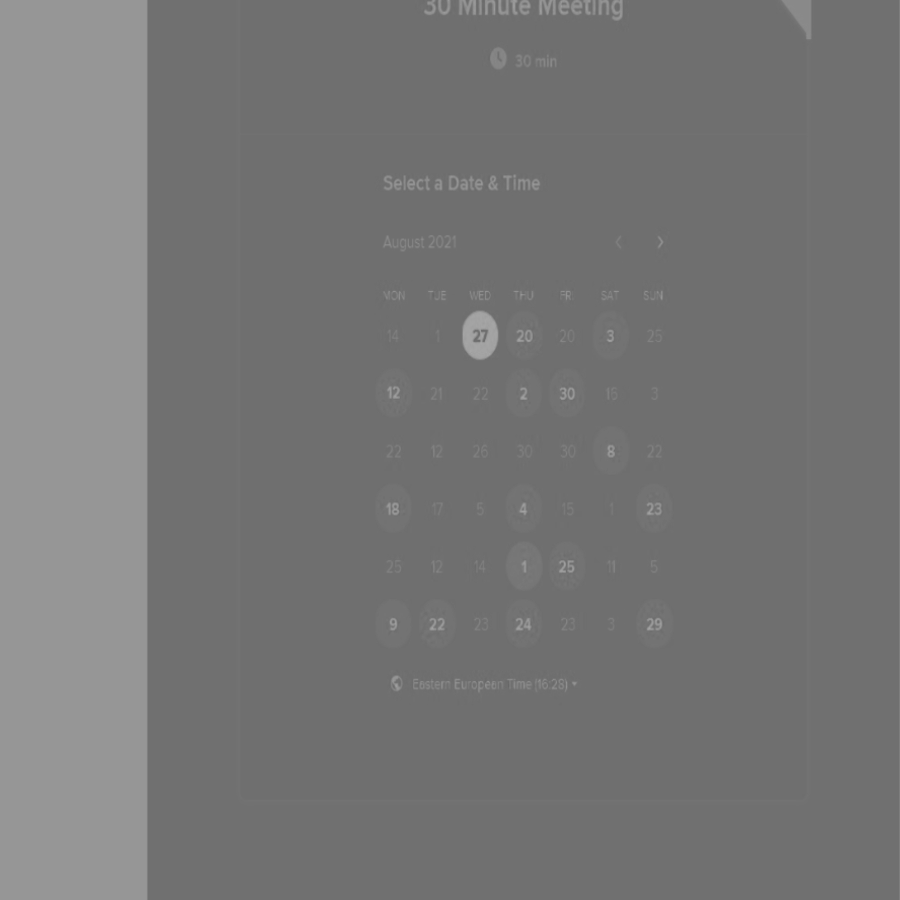 30 Minute Meeting
30 min
Select a Date & Time
August 2021
MON TUE WED THU FRI SAT SUN
14 1 27 20 20 3 25
12 21 22 2 30 15 3
22 12 26 30 30 8 22
18 17 5 4 15 1 23
25 12 14 1 25 11 5
9 22 23 24 23 3 29
Eastern European Time (16:28)